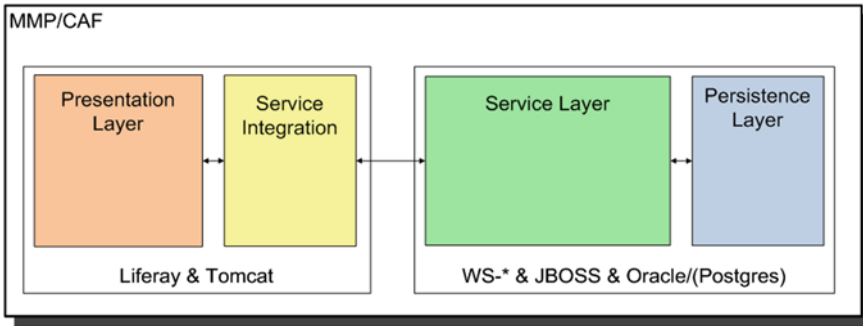 MMP/CAF
Presentation
Layer
Service
Integration
Service Layer
Persistence
Layer
Liferay & Tomcat
WS-* & JBOSS & Oracle/(Postgres)